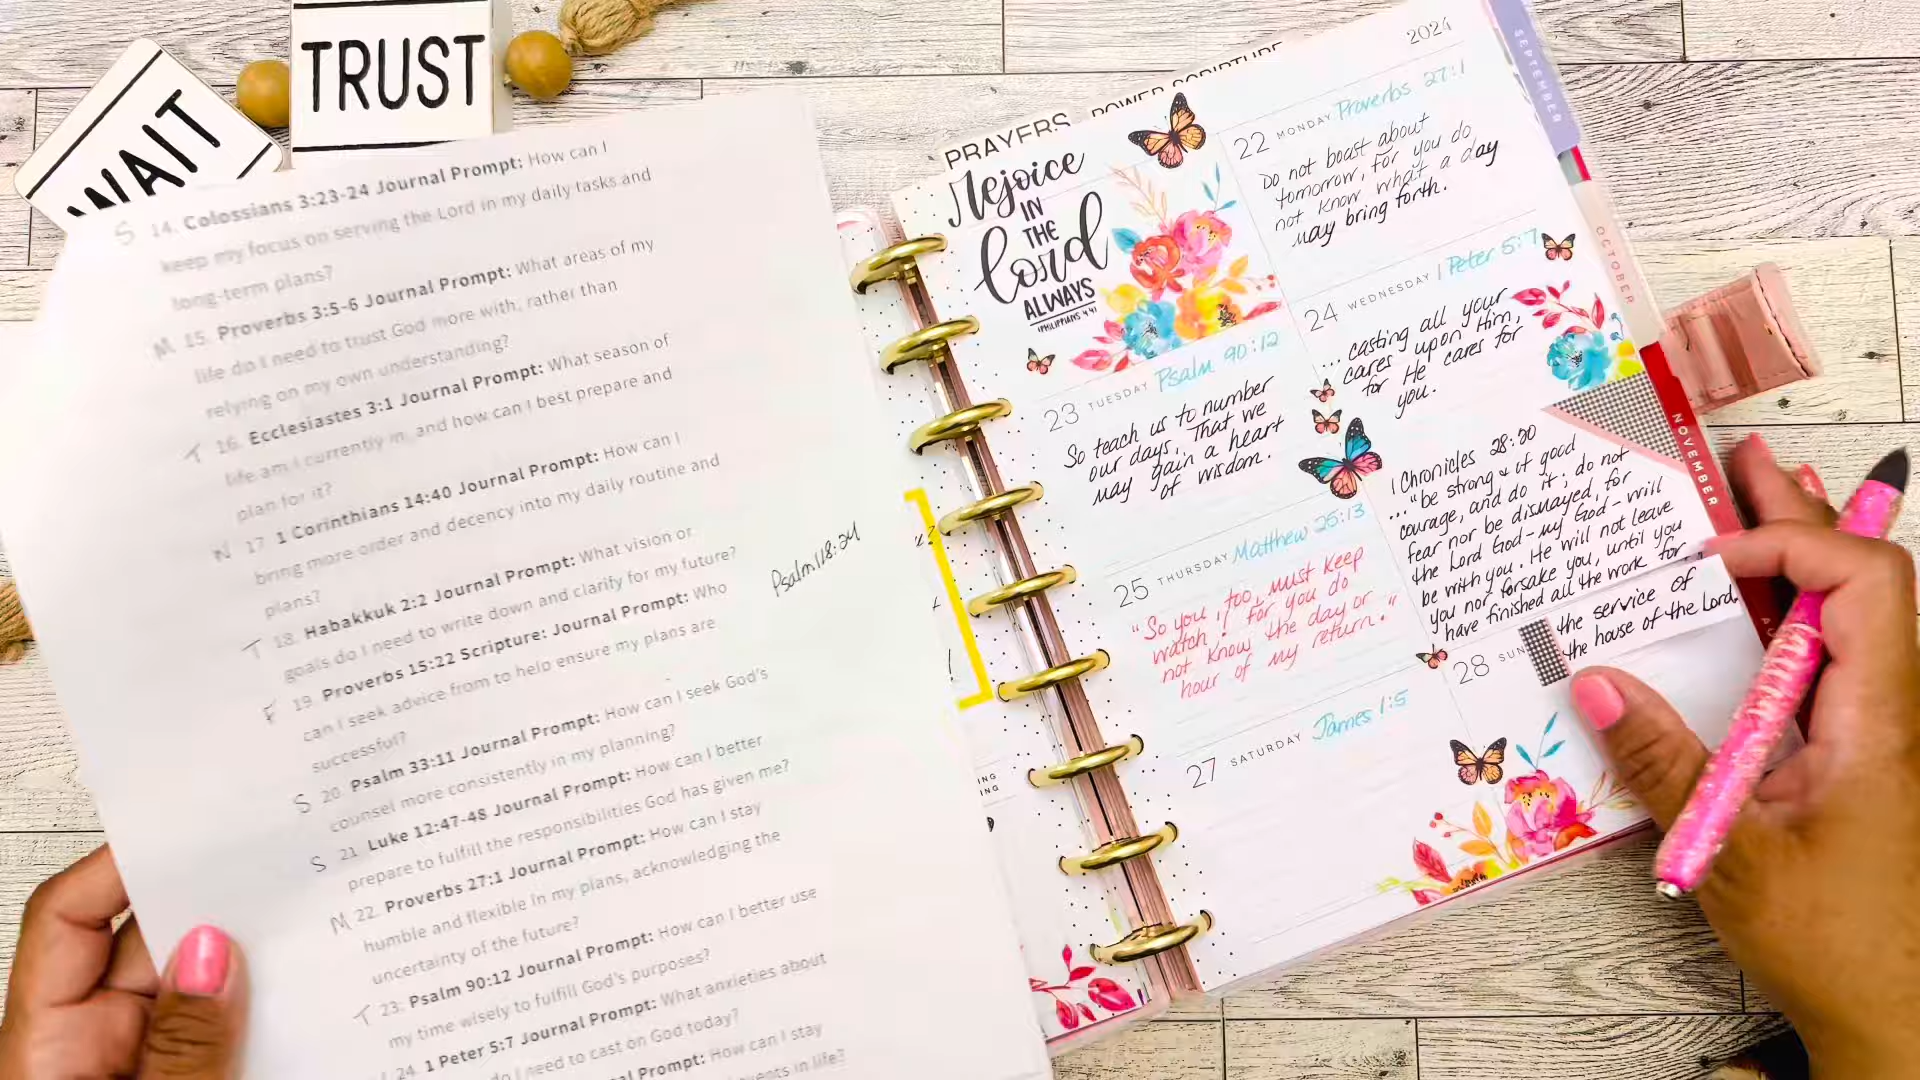 WAIT
TRUST
S 14. Colossians 3:23-24 Journal Prompt: How can I
keep my focus on serving the Lord in my daily tasks and
long-term plans?
M 15. Proverbs 3:5-6 Journal Prompt: What areas of my
life do I need to trust God more with, rather than
relying on my own understanding?
T 16. Ecclesiastes 3:1 Journal Prompt: What season of
life am I currently in, and how can I best prepare and
plan for it?
W 17. 1 Corinthians 14:40 Journal Prompt: How can I
bring more order and decency into my daily routine and
plans?
T 18. Habakkuk 2:2 Journal Prompt: What vision or
goals do I need to write down and clarify for my future?
F 19. Proverbs 15:22 Scripture: Journal Prompt: Who
can I seek advice from to help ensure my plans are
successful?
S 20. Psalm 33:11 Journal Prompt: How can I seek God's
counsel more consistently in my planning?
S 21. Luke 12:47-48 Journal Prompt: How can I better
prepare to fulfill the responsibilities God has given me?
M 22. Proverbs 27:1 Journal Prompt: How can I stay
humble and flexible in my plans, acknowledging the
uncertainty of the future?
T 23. Psalm 90:12 Journal Prompt: How can I better use
my time wisely to fulfill God's purposes?
24. 1 Peter 5:7 Journal Prompt: What anxieties about
do I need to cast on God today?
Prompt: How can I stay
events in life?
Psalm 118:24
2024
PRAYERS POWER SCRIPTURE
Rejoice
IN
THE
Lord
ALWAYS
PHILIPPIANS 4:4
22 MONDAY Proverbs 27:1
Do not boast about
tomorrow, for you do
not know what a day
may bring forth.
23 TUESDAY Psalm 90:12
So teach us to number
our days, That we
may gain a heart
of wisdom.
24 WEDNESDAY 1 Peter 5:7
... casting all your
cares upon Him,
for He cares for
you.
25 THURSDAY Matthew 25:13
"So you, too, must keep
watch! For you do
not know the day or
hour of my return."
1 Chronicles 28:20
... "be strong & of good
courage, and do it; do not
fear nor be dismayed, for
the Lord God-my God-will
be with you. He will not leave
you nor forsake you, until you
have finished all the work for
the service of
the house of the Lord.
27 SATURDAY James 1:5
28 SUN
SEPTEMBER
OCTOBER
NOVEMBER